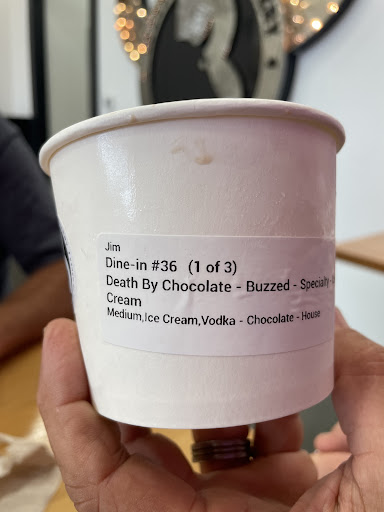 Jim
Dine-in #36 (1 of 3)
Death By Chocolate - Buzzed - Specialty -
Cream
Medium,Ice Cream,Vodka - Chocolate - House